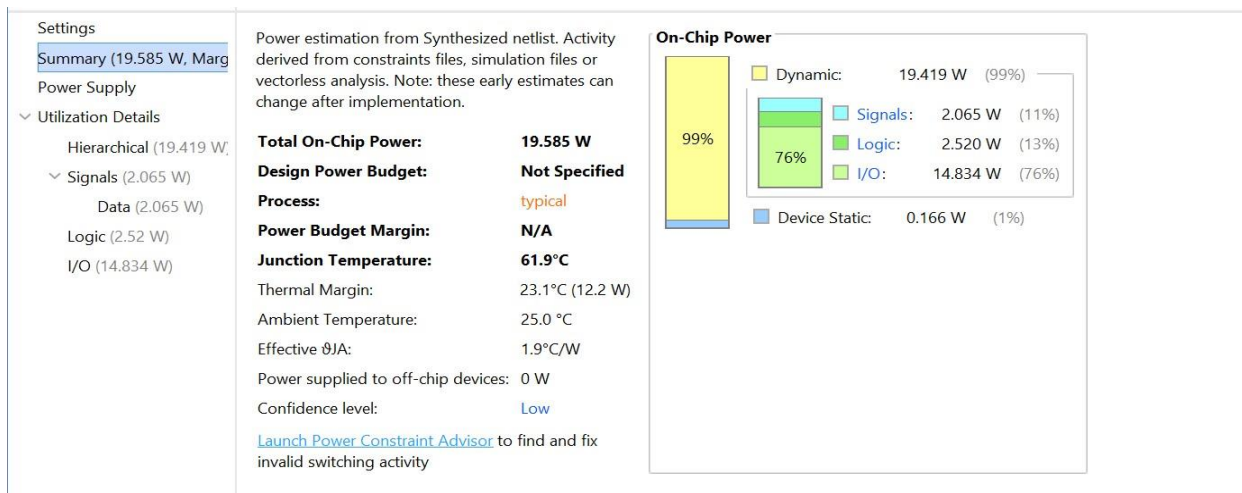 Settings
Summary (19.585 W, Marg
Power Supply
Utilization Details
Hierarchical (19.419 W)
Signals (2.065 W)
Data (2.065 W)
Logic (2.52 W)
I/O (14.834 W)
Power estimation from Synthesized netlist. Activity
derived from constraints files, simulation files or
vectorless analysis. Note: these early estimates can
change after implementation.
Total On-Chip Power: 19.585 W
Design Power Budget: Not Specified
Process: typical
Power Budget Margin: N/A
Junction Temperature: 61.9°C
Thermal Margin: 23.1°C (12.2 W)
Ambient Temperature: 25.0 °C
Effective ϑJA: 1.9°C/W
Power supplied to off-chip devices: 0 W
Confidence level: Low
Launch Power Constraint Advisor to find and fix
invalid switching activity
On-Chip Power
99%
Dynamic: 19.419 W (99%)
76%
Signals: 2.065 W (11%)
Logic: 2.520 W (13%)
I/O: 14.834 W (76%)
Device Static: 0.166 W (1%)